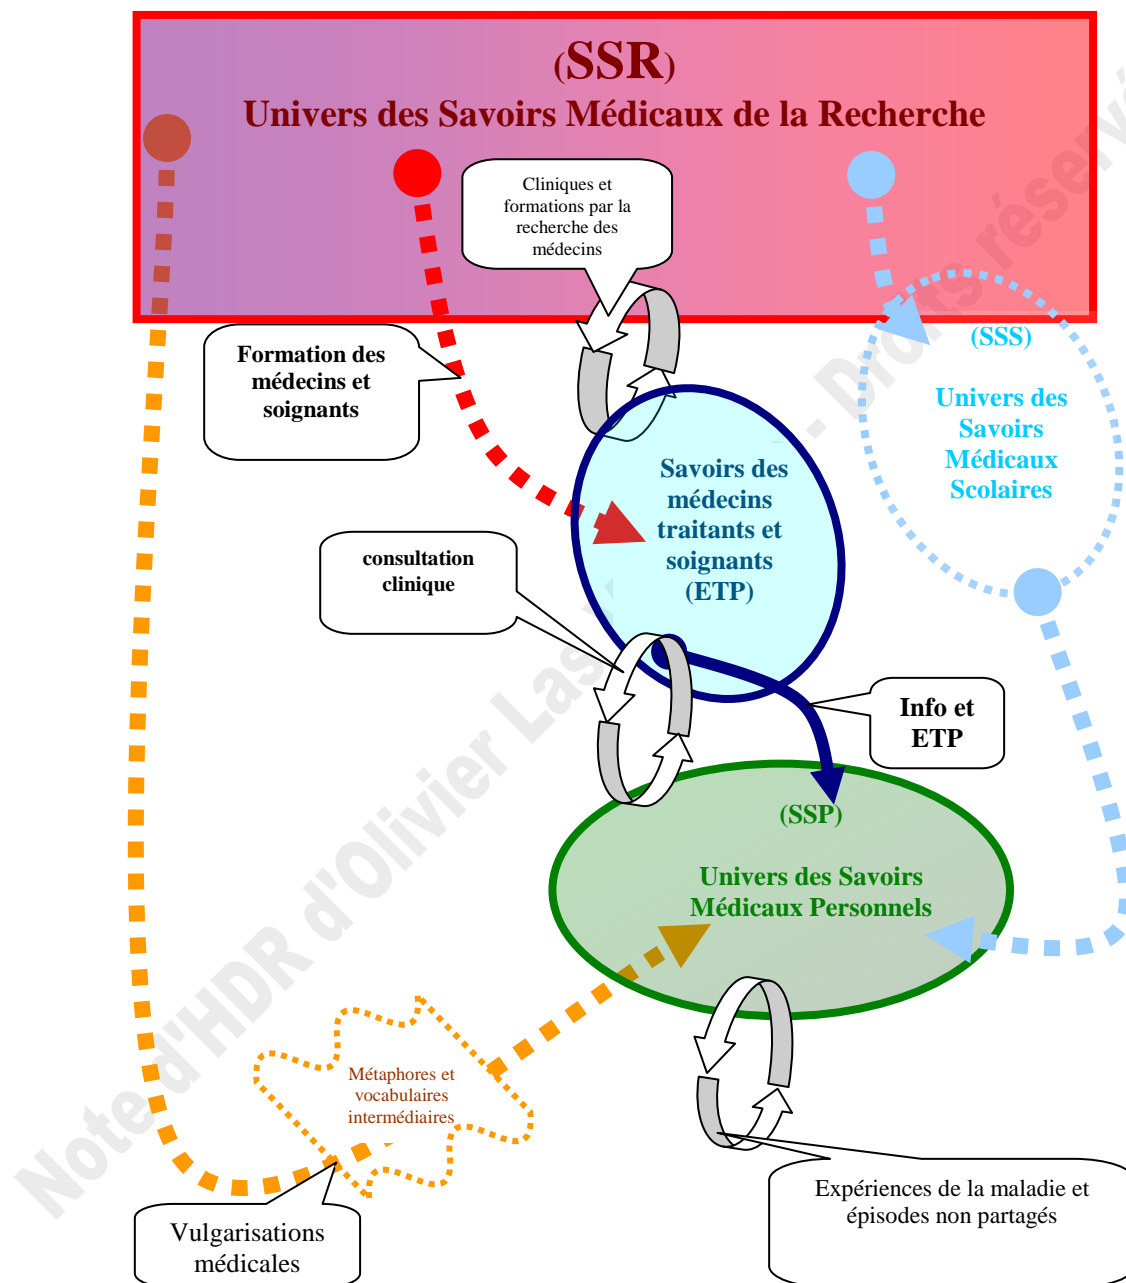 (SSR)
Univers des Savoirs Médicaux de la Recherche
Cliniques et
formations par la
recherche des
médecins
Formation des
médecins et
soignants
(SSS)
Univers des
Savoirs
Médicaux
Scolaires
Savoirs des
médecins
traitants et
soignants
(ETP)
consultation
clinique
Info et
ETP
(SSP)
Univers des Savoirs
Médicaux Personnels
Métaphores et
vocabulaires
intermédiaires
Vulgarisations
médicales
Expériences de la maladie et
épisodes non partagés
Note d'HDR d'Olivier - Droits